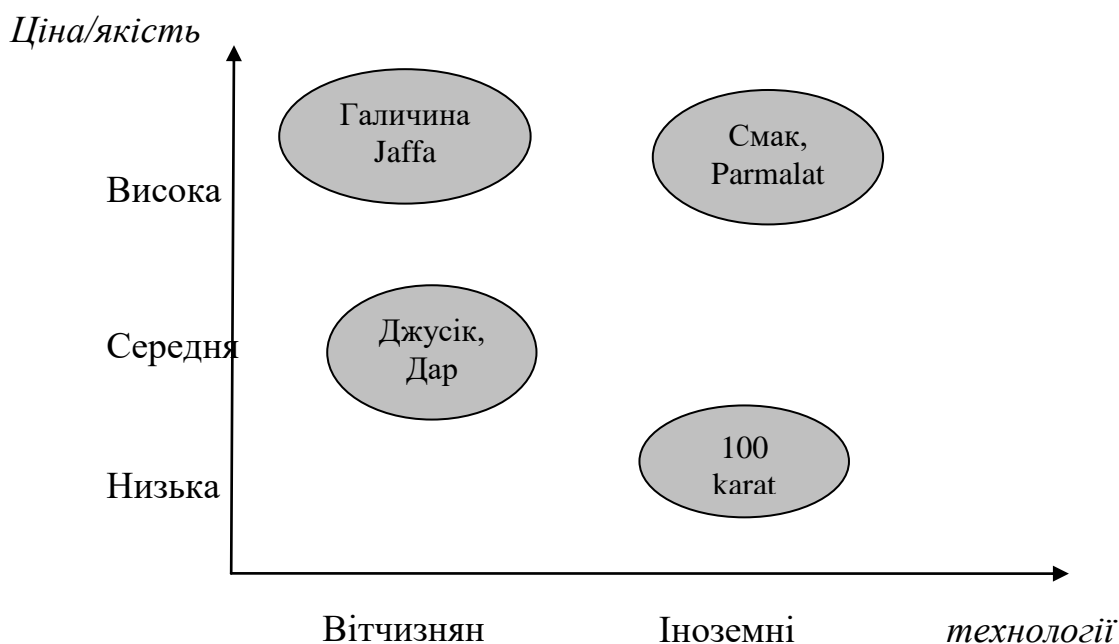 Ціна/якість
Галичина
Jaffa
Смак,
Parmalat
Висока
Джусік,
Дар
Середня
100
karat
Низька
Вітчизнян
Іноземні
технології